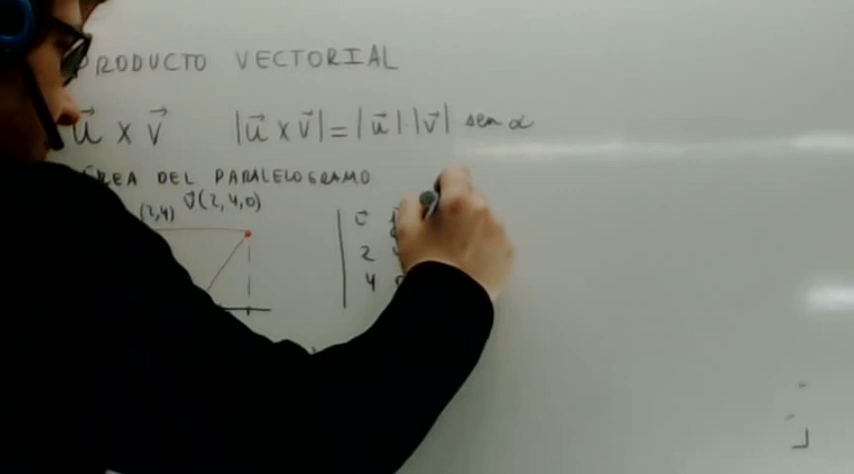 PRODUCTO VECTORIAL
u⃗ x v⃗ |u⃗ x v⃗| = |u⃗|·|v⃗| sen α
ÁREA DEL PARALELOGRAMO
(2,4) v⃗(2,4,0)
2
4